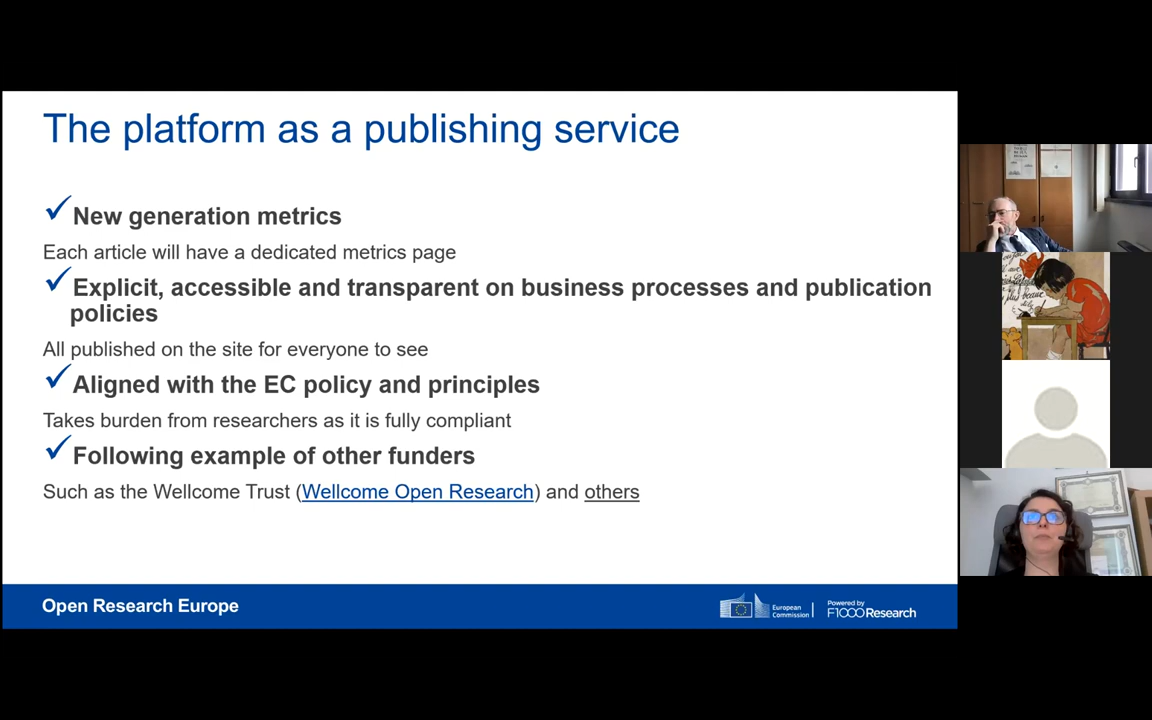 The platform as a publishing service
New generation metrics
Each article will have a dedicated metrics page
Explicit, accessible and transparent on business processes and publication
policies
All published on the site for everyone to see
Aligned with the EC policy and principles
Takes burden from researchers as it is fully compliant
Following example of other funders
Such as the Wellcome Trust (Wellcome Open Research) and others
Open Research Europe
European
Commission
Powered by
F1000Research